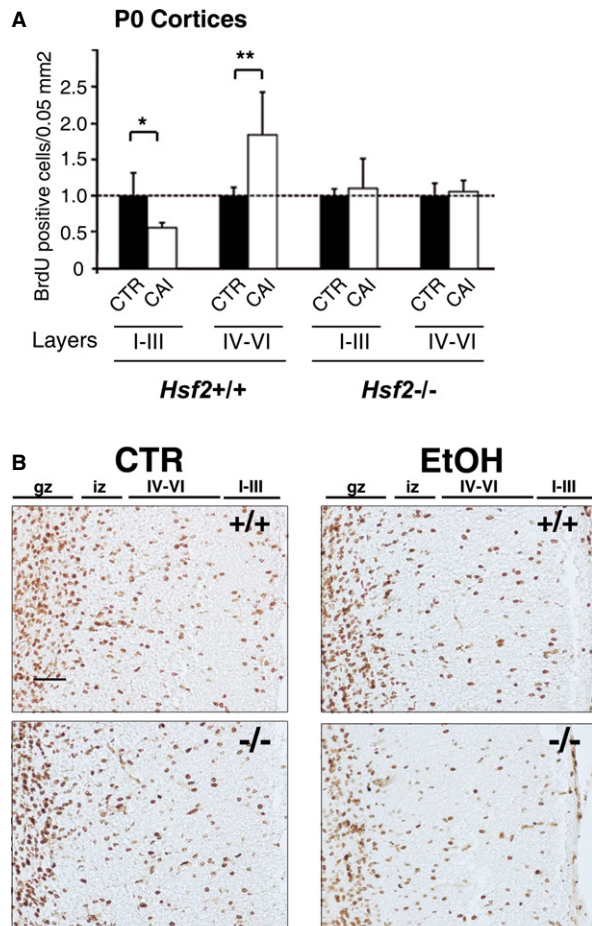 A
P0 Cortices
BrdU positive cells/0.05 mm2
2.5
2.0
1.5
1.0
0.5
0
*
**
CTR CAI CTR CAI CTR CAI CTR CAI
Layers I-III IV-VI I-III IV-VI
Hsf2+/+ Hsf2-/-
B
CTR EtOH
gz iz IV-VI I-III gz iz IV-VI I-III
+/+ +/+
-/- -/-